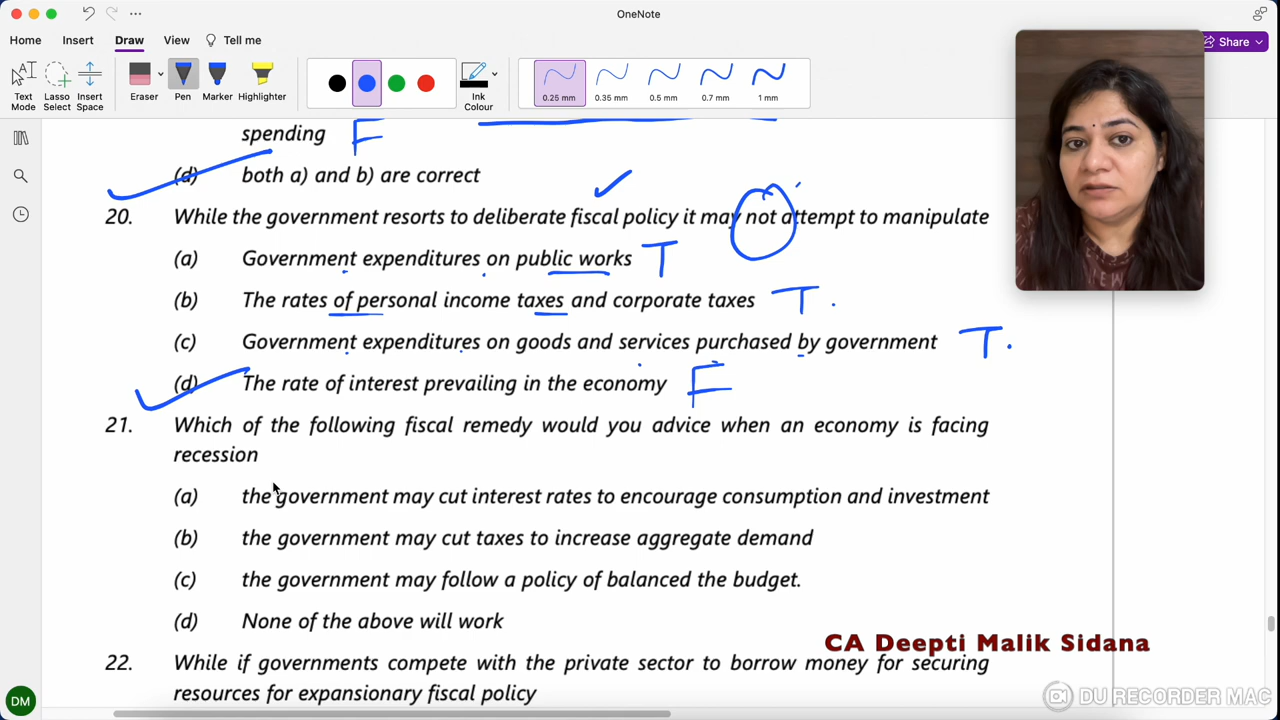 OneNote
Home Insert Draw View Tell me
Share
Text Mode
Lasso Select
Insert Space
Eraser
Pen
Marker
Highlighter
Ink Colour
0.25 mm 0.35 mm 0.5 mm 0.7 mm 1 mm
spending F
(d) both a) and b) are correct
20. While the government resorts to deliberate fiscal policy it may not attempt to manipulate
(a) Government expenditures on public works T
(b) The rates of personal income taxes and corporate taxes T.
(c) Government expenditures on goods and services purchased by government T.
(d) The rate of interest prevailing in the economy F
21. Which of the following fiscal remedy would you advice when an economy is facing
recession
(a) the government may cut interest rates to encourage consumption and investment
(b) the government may cut taxes to increase aggregate demand
(c) the government may follow a policy of balanced the budget.
(d) None of the above will work
CA Deepti Malik Sidana
22. While if governments compete with the private sector to borrow money for securing
resources for expansionary fiscal policy
DM
DU RECORDER MAC